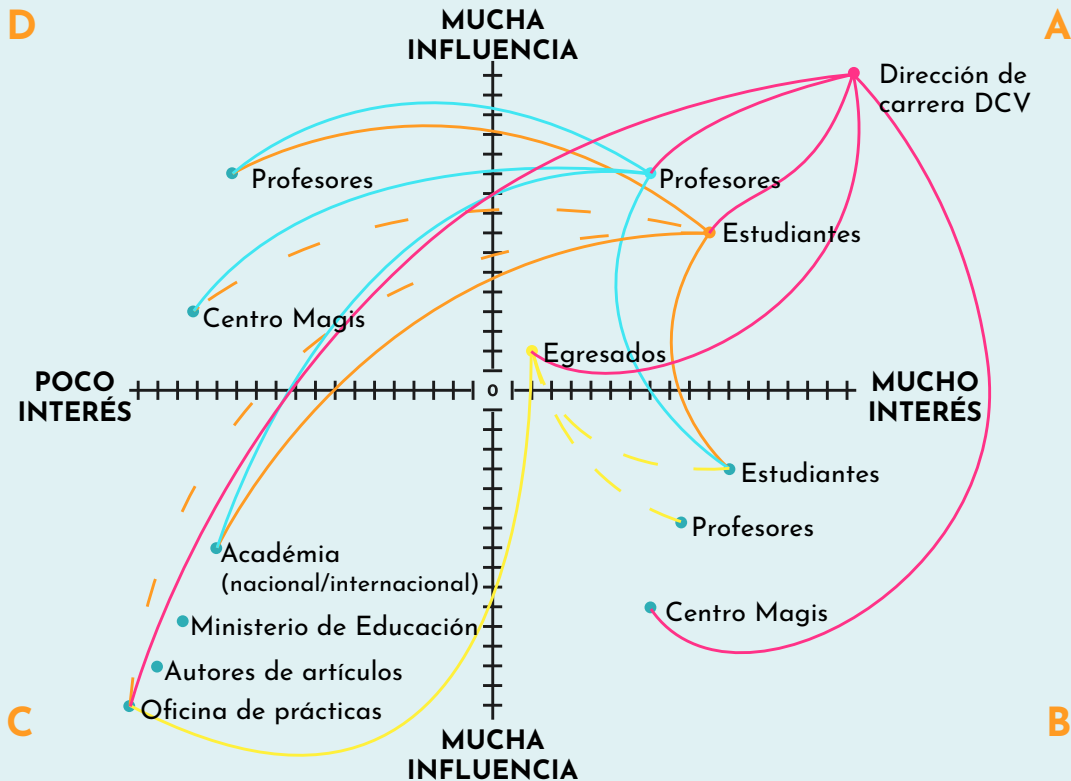 D
MUCHA
INFLUENCIA
A
Dirección de
carrera DCV
Profesores
Profesores
Estudiantes
Centro Magis
Egresados
POCO
INTERÉS
0
MUCHO
INTERÉS
Estudiantes
Profesores
Académia
(nacional/internacional)
Centro Magis
Ministerio de Educación
Autores de artículos
Oficina de prácticas
C
MUCHA
INFLUENCIA
B